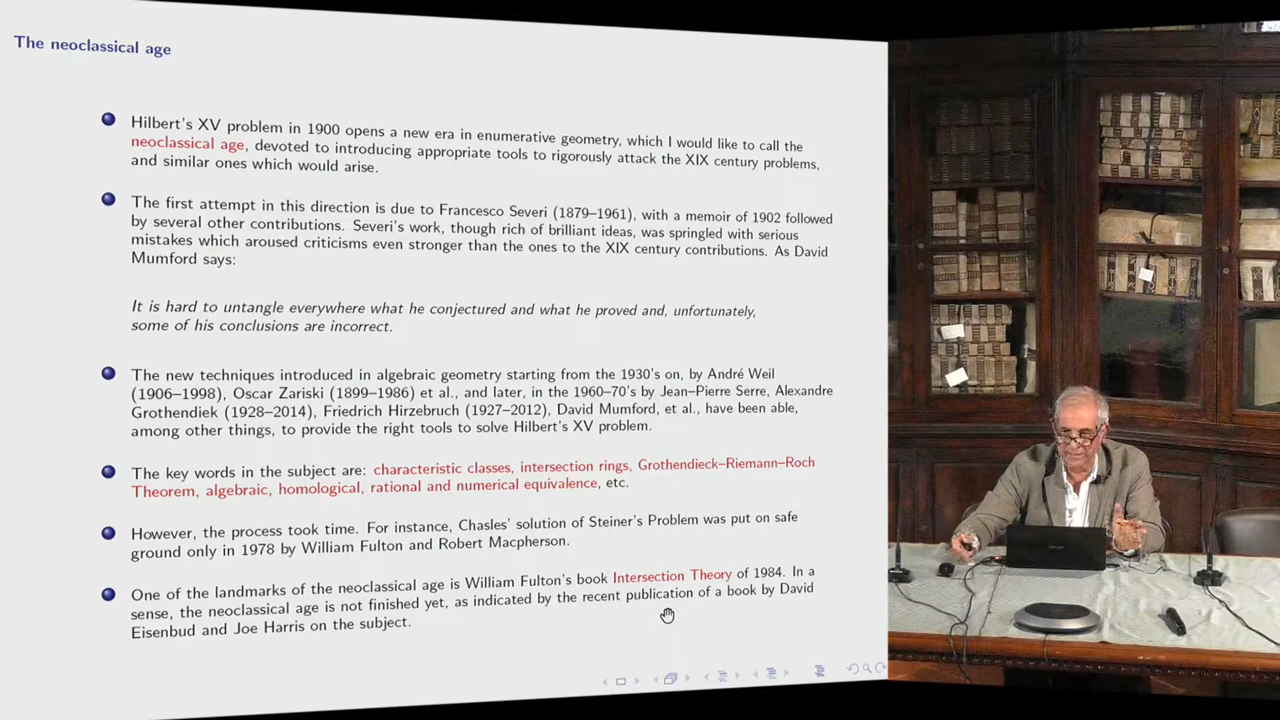 The neoclassical age
Hilbert's XV problem in 1900 opens a new era in enumerative geometry, which I would like to call the
neoclassical age, devoted to introducing appropriate tools to rigorously attack the XIX century problems,
and similar ones which would arise.
The first attempt in this direction is due to Francesco Severi (1879–1961), with a memoir of 1902 followed
by several other contributions. Severi's work, though rich of brilliant ideas, was springled with serious
mistakes which aroused criticisms even stronger than the ones to the XIX century contributions. As David
Mumford says:
It is hard to untangle everywhere what he conjectured and what he proved and, unfortunately,
some of his conclusions are incorrect.
The new techniques introduced in algebraic geometry starting from the 1930's on, by André Weil
(1906–1998), Oscar Zariski (1899–1986) et al., and later, in the 1960–70's by Jean–Pierre Serre, Alexandre
Grothendiek (1928–2014), Friedrich Hirzebruch (1927–2012), David Mumford, et al., have been able,
among other things, to provide the right tools to solve Hilbert's XV problem.
The key words in the subject are: characteristic classes, intersection rings, Grothendieck–Riemann–Roch
Theorem, algebraic, homological, rational and numerical equivalence, etc.
However, the process took time. For instance, Chasles' solution of Steiner's Problem was put on safe
ground only in 1978 by William Fulton and Robert Macpherson.
One of the landmarks of the neoclassical age is William Fulton's book Intersection Theory of 1984. In a
sense, the neoclassical age is not finished yet, as indicated by the recent publication of a book by David
Eisenbud and Joe Harris on the subject.